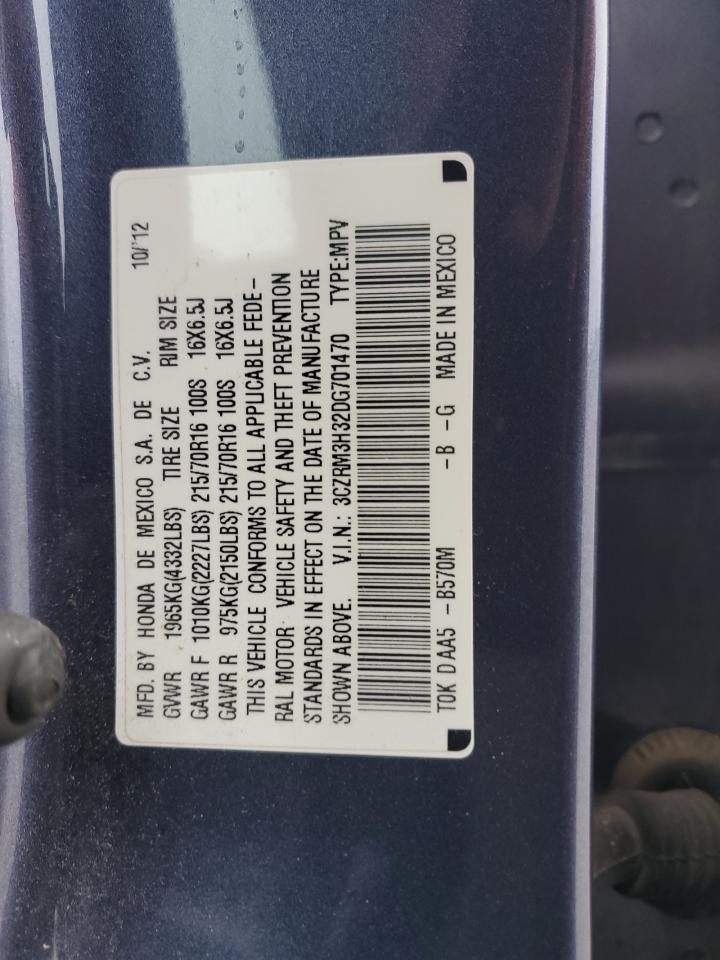 MFD. BY HONDA DE MEXICO S.A. DE C.V. 10/'12
GVWR 1965KG(4332LBS) TIRE SIZE RIM SIZE
GAWR F 1010KG(2227LBS) 215/70R16 100S 16X6.5J
GAWR R 975KG(2150LBS) 215/70R16 100S 16X6.5J
THIS VEHICLE CONFORMS TO ALL APPLICABLE FEDE-
RAL MOTOR VEHICLE SAFETY AND THEFT PREVENTION
STANDARDS IN EFFECT ON THE DATE OF MANUFACTURE
SHOWN ABOVE. V.I.N.: 3CZRM3H32DG701470 TYPE:MPV
T0K D AA5 -B570M -B -G MADE IN MEXICO